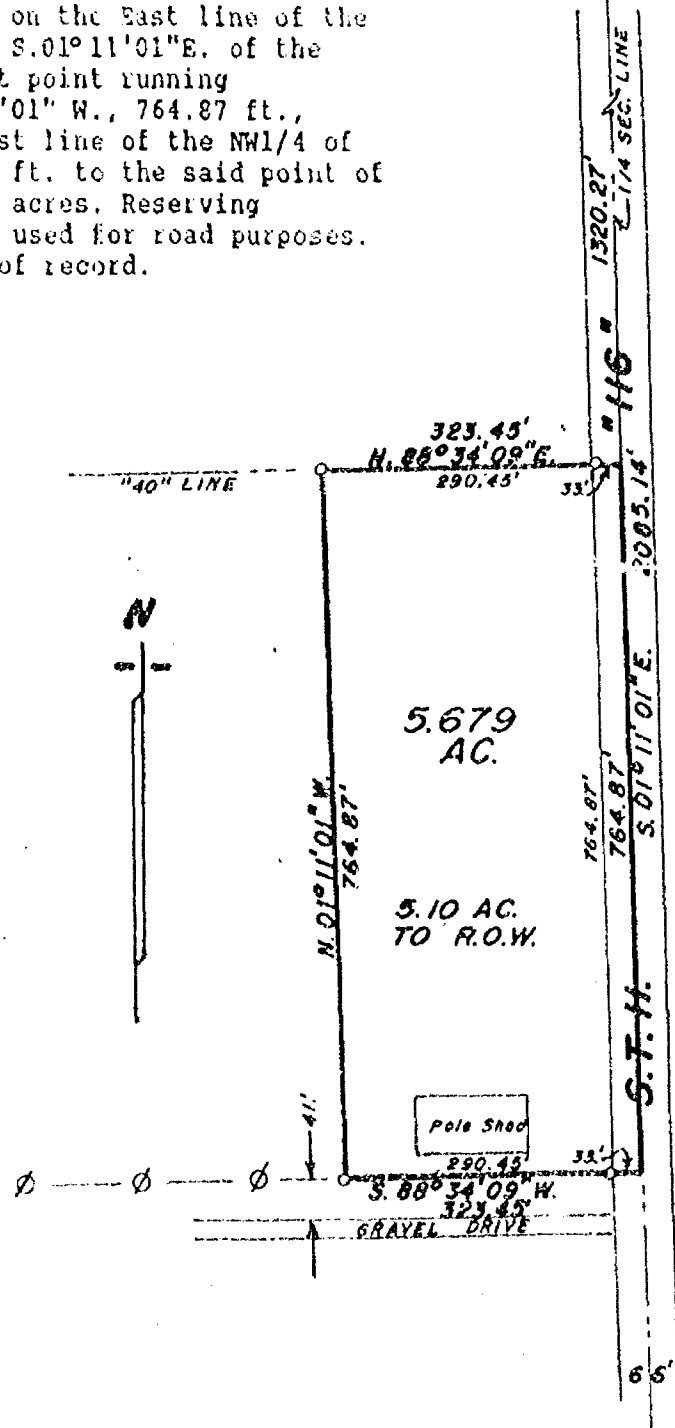 on the East line of the
S.01°11'01"E. of the
t point running
'01" W., 764.87 ft.,
st line of the NW1/4 of
ft. to the said point of
acres. Reserving
used for road purposes.
of record.
1320.27'
1/4 SEC. LINE
"116"
323.45'
N. 88°34'09"E.
290.45'
33'
"40" LINE
2085.14'
N
5.679
AC.
S.01°11'01"E.
764.87'
764.87'
N.01°11'01"W.
764.87'
5.10 AC.
TO R.O.W.
S.T.H.
41'
Pole Shed
290.45'
33'
S. 88°34'09"W.
323.45'
GRAVEL DRIVE
66'